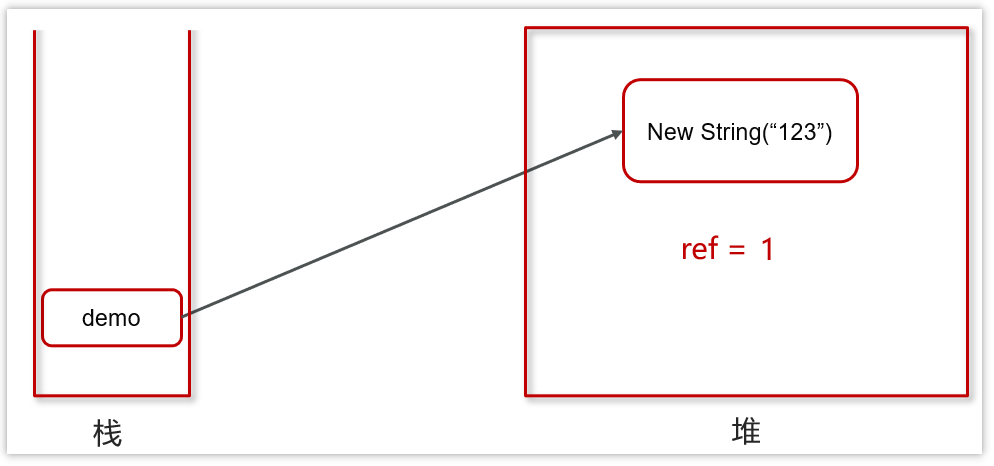 New String(“123”)
ref = 1
demo
栈
堆